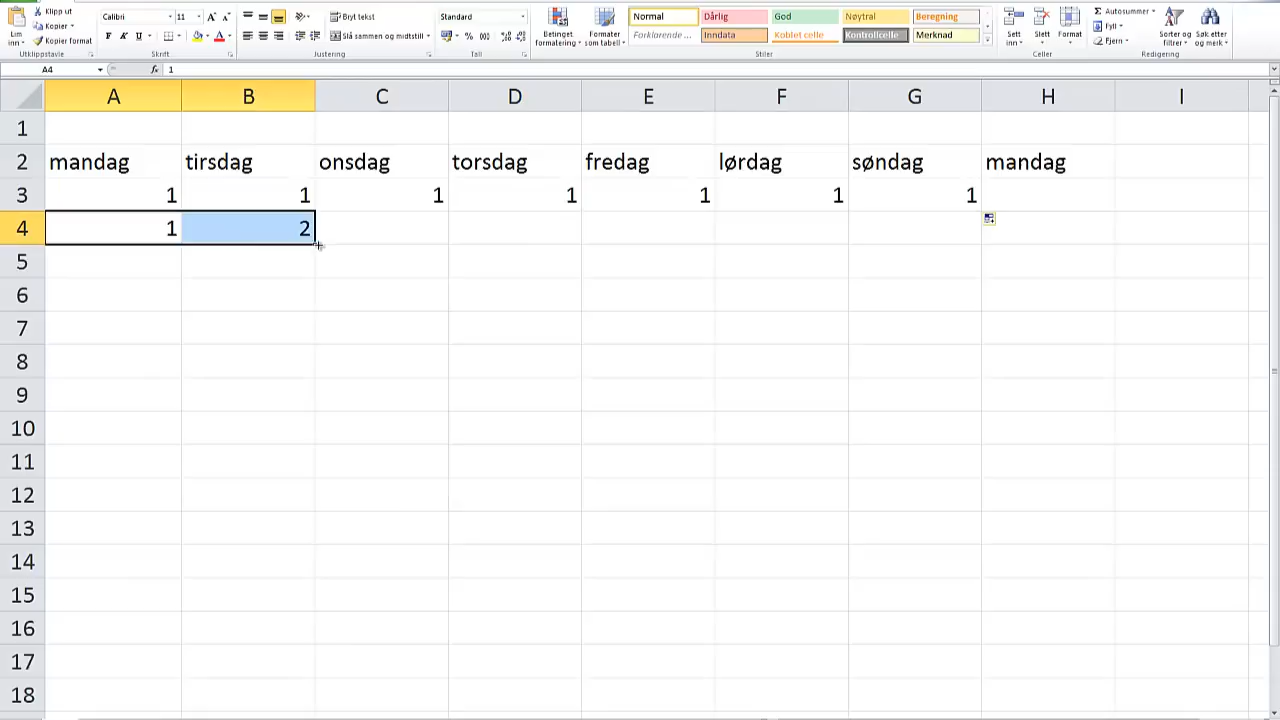 Klipp ut
Kopier
Kopier format
Lim inn
Utklippstavle
Calibri 11
F K U
Skrift
Bryt tekst
Slå sammen og midtstill
Justering
Standard
% 000
Tall
Betinget formatering
Formater som tabell
Normal Dårlig God Nøytral Beregning
Forklarende ... Inndata Koblet celle Kontrollcelle Merknad
Stiler
Sett inn
Slett
Format
Celler
Autosummer
Fyll
Fjern
Sorter og filtrer
Søk etter og merk
Redigering
A4 fx 1
A B C D E F G H I
1
2 mandag tirsdag onsdag torsdag fredag lørdag søndag mandag
3 1 1 1 1 1 1 1
4 1 2
5
6
7
8
9
10
11
12
13
14
15
16
17
18